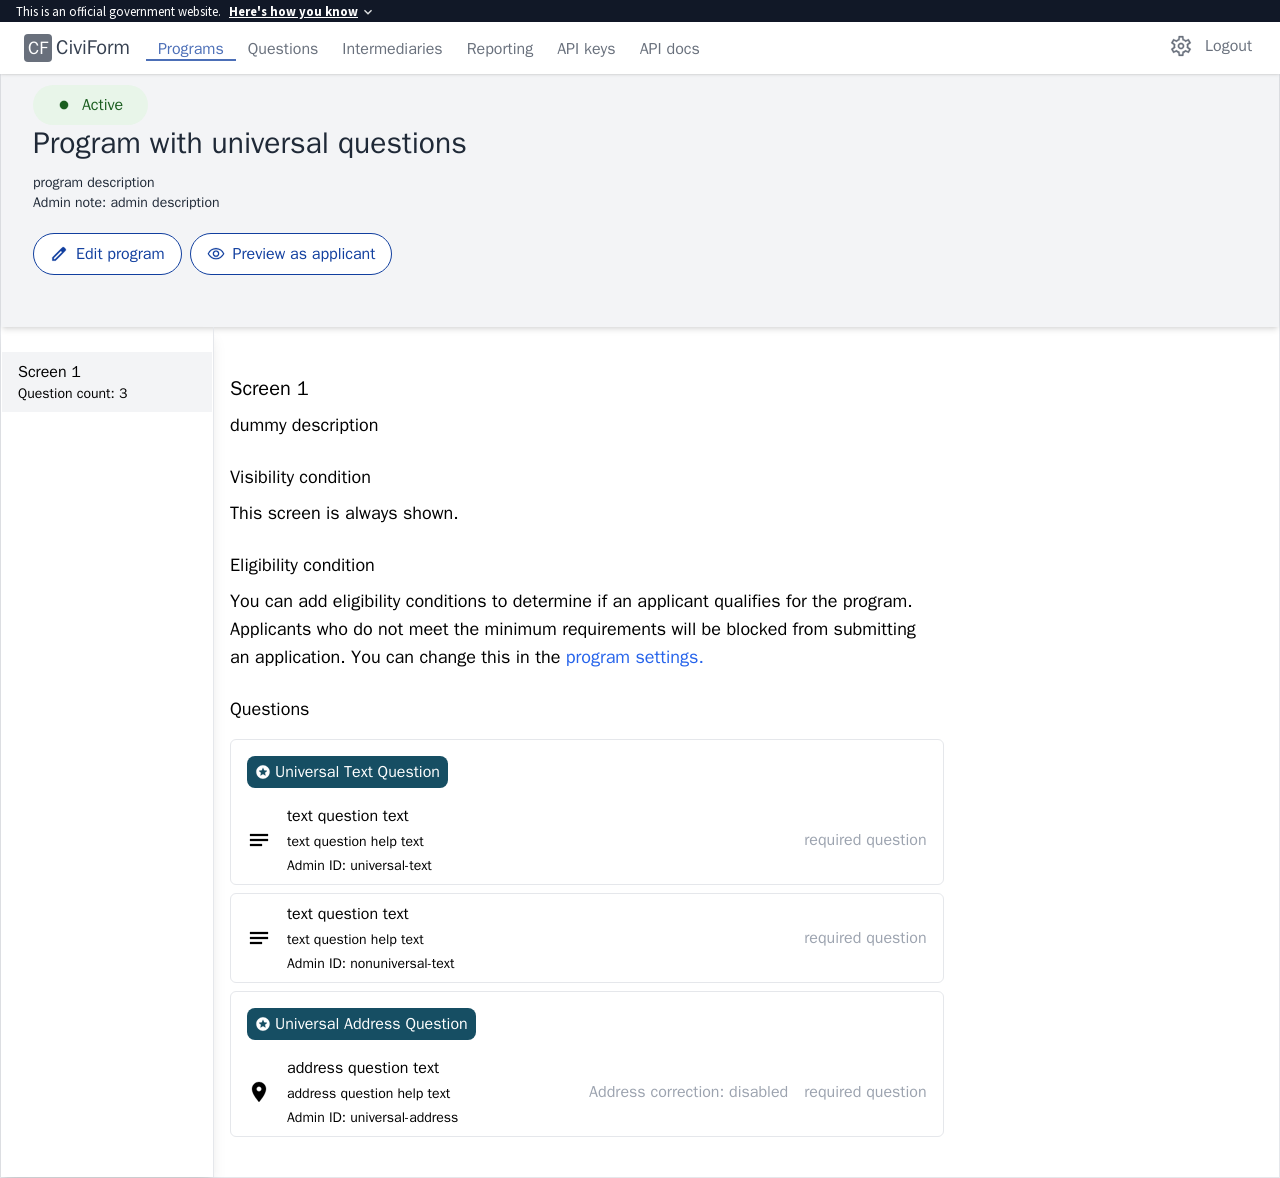 This is an official government website. Here's how you know
CF CiviForm Programs Questions Intermediaries Reporting API keys API docs Logout
Active
Program with universal questions
program description
Admin note: admin description
Edit program Preview as applicant
Screen 1
Question count: 3
Screen 1
dummy description
Visibility condition
This screen is always shown.
Eligibility condition
You can add eligibility conditions to determine if an applicant qualifies for the program.
Applicants who do not meet the minimum requirements will be blocked from submitting
an application. You can change this in the program settings.
Questions
Universal Text Question
text question text
text question help text
Admin ID: universal-text
required question
text question text
text question help text
Admin ID: nonuniversal-text
required question
Universal Address Question
address question text
address question help text
Admin ID: universal-address
Address correction: disabled required question